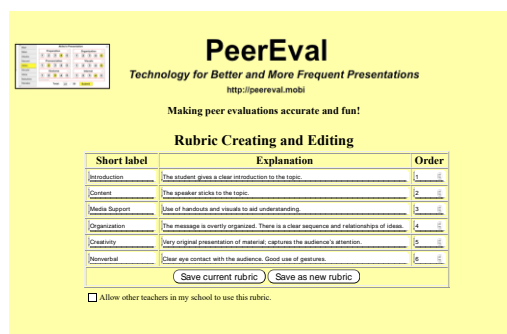 PeerEval
Technology for Better and More Frequent Presentations
http://peereval.mobi
Making peer evaluations accurate and fun!
Rubric Creating and Editing
Short label Explanation Order
Introduction The student gives a clear introduction to the topic. 1
Content The speaker sticks to the topic. 2
Media Support Use of handouts and visuals to aid understanding. 3
Organization The message is overtly organized. There is a clear sequence and relationships of ideas. 4
Creativity Very original presentation of material; captures the audience's attention. 5
Nonverbal Clear eye contact with the audience. Good use of gestures. 6
Save current rubric Save as new rubric
Allow other teachers in my school to use this rubric.